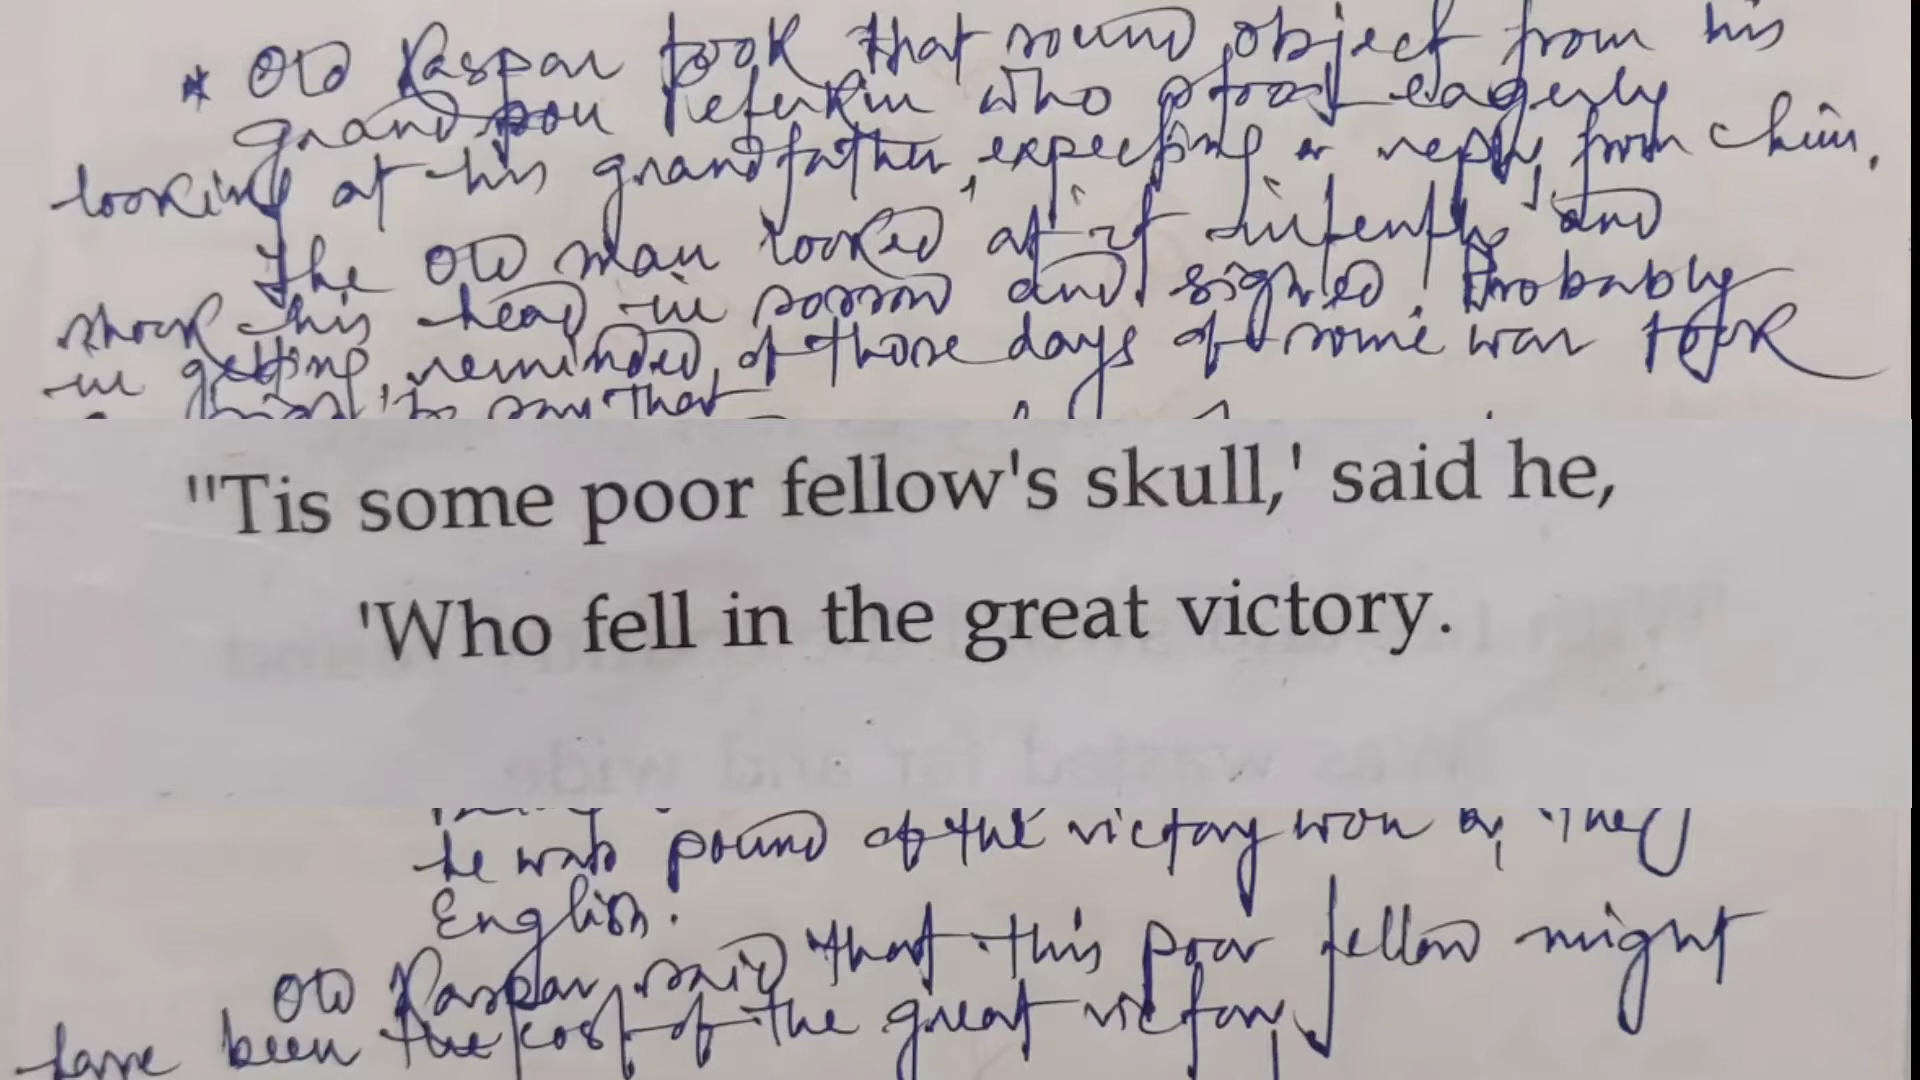 * Old Kaspar took that round object from his
grandson Peterkin who stood eagerly
looking at his grandfather, expecting a reply from him.
The old man looked at it intently and
shook his head in sorrow and sighed. Probably
in getting reminded of those days of some war took
to say that
"Tis some poor fellow's skull,' said he,
'Who fell in the great victory.
he was pound of the victory won by the
English.
Old Kaspar said that this poor fellow might
have been the cost of the great victory